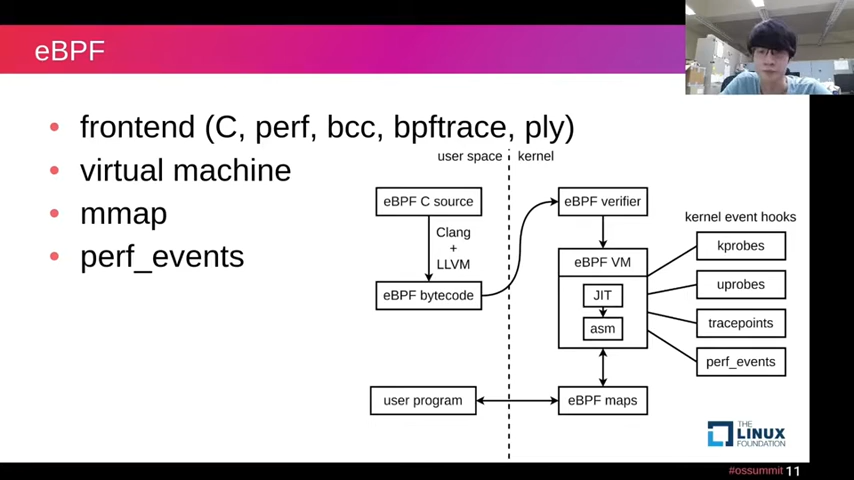 eBPF
frontend (C, perf, bcc, bpftrace, ply)
virtual machine
mmap
perf_events
user space
kernel
eBPF C source
Clang
+
LLVM
eBPF bytecode
user program
eBPF verifier
eBPF VM
JIT
asm
eBPF maps
kernel event hooks
kprobes
uprobes
tracepoints
perf_events
THE
LINUX
FOUNDATION
#ossummit 11